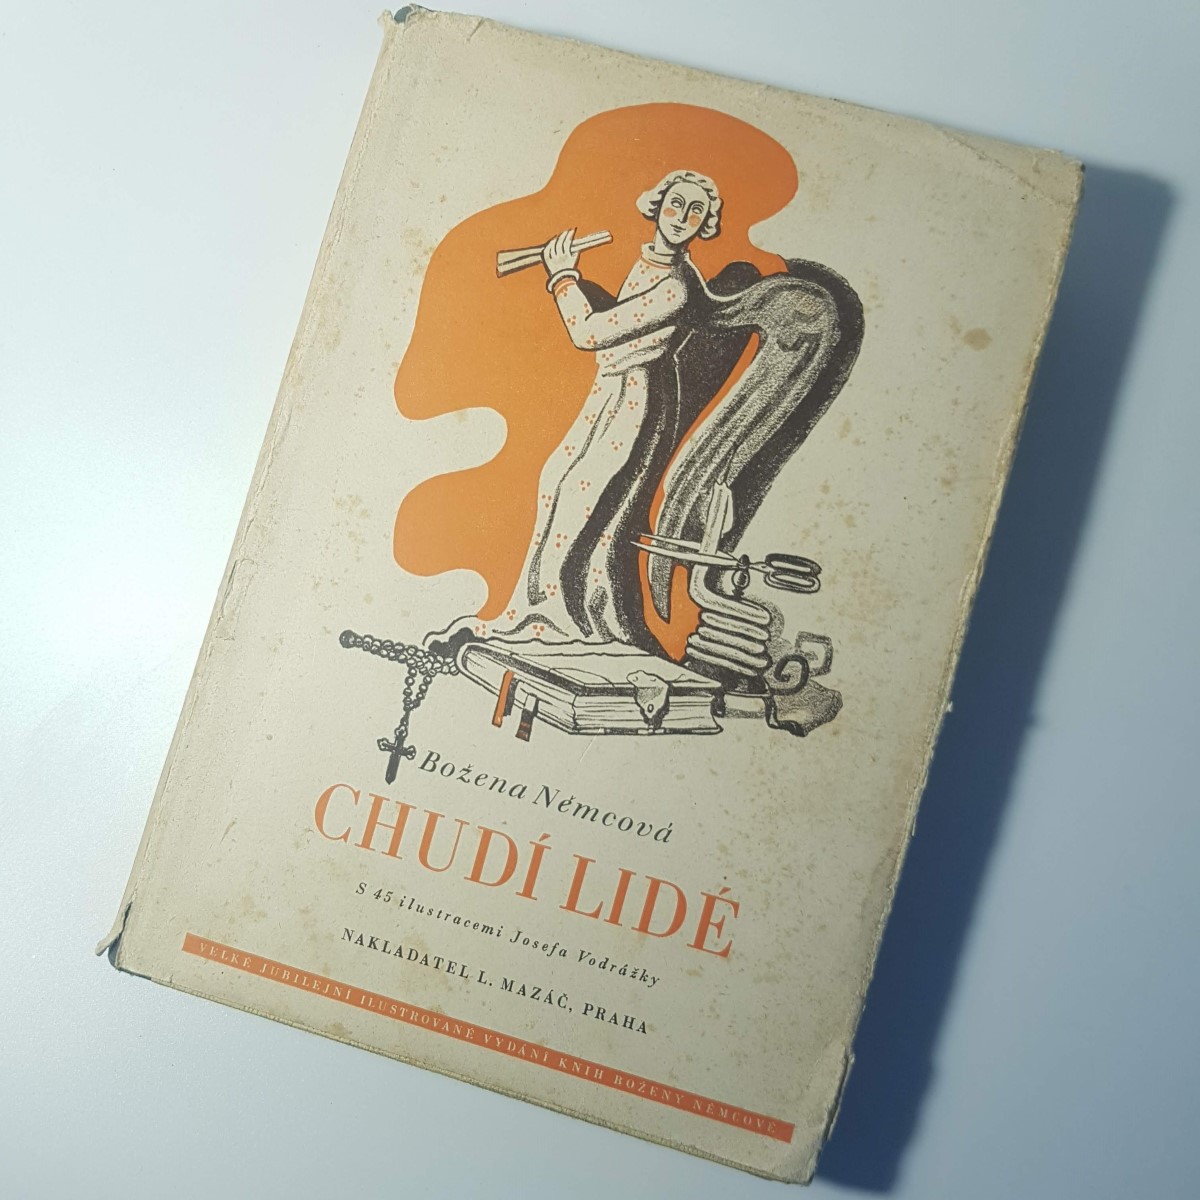 Božena Němcová
CHUDÍ LIDÉ
S 45 ilustracemi Josefa Vodrážky
NAKLADATEL L. MAZÁČ, PRAHA
VELKÉ JUBILEJNÍ ILUSTROVANÉ VYDÁNÍ KNIH BOŽENY NĚMCOVÉ